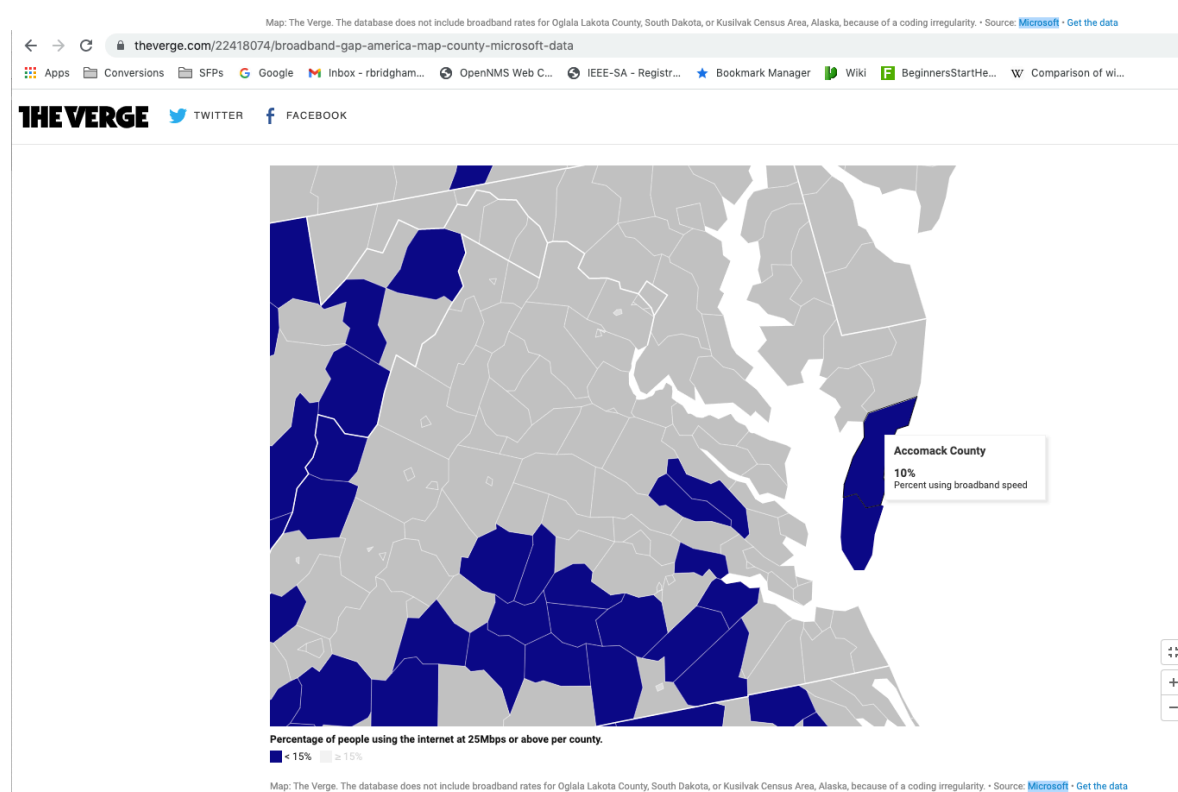 Map: The Verge. The database does not include broadband rates for Oglala Lakota County, South Dakota, or Kusilvak Census Area, Alaska, because of a coding irregularity. • Source: Microsoft • Get the data
theverge.com/22418074/broadband-gap-america-map-county-microsoft-data
Apps Conversions SFPs Google Inbox - rbridgham... OpenNMS Web C... IEEE-SA - Registr... Bookmark Manager Wiki BeginnersStartHe... Comparison of wi...
THE VERGE TWITTER FACEBOOK
Accomack County
10%
Percent using broadband speed
Percentage of people using the internet at 25Mbps or above per county.
< 15% ≥ 15%
Map: The Verge. The database does not include broadband rates for Oglala Lakota County, South Dakota, or Kusilvak Census Area, Alaska, because of a coding irregularity. • Source: Microsoft • Get the data